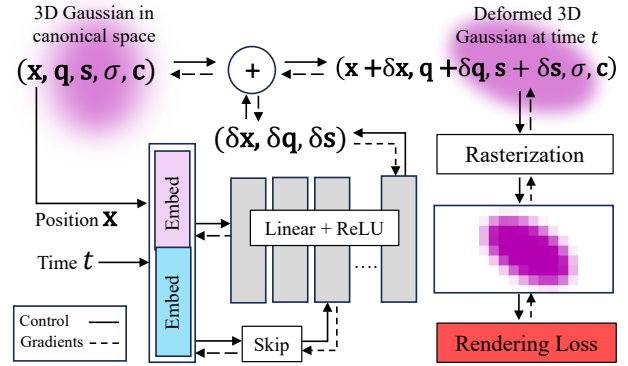 3D Gaussian in
canonical space
(x, q, s, σ, c)
+
Deformed 3D
Gaussian at time t
(x +δx, q +δq, s + δs, σ, c)
(δx, δq, δs)
Rasterization
Position x
Time t
Embed
Embed
Linear + ReLU
....
Skip
Control
Gradients
Rendering Loss